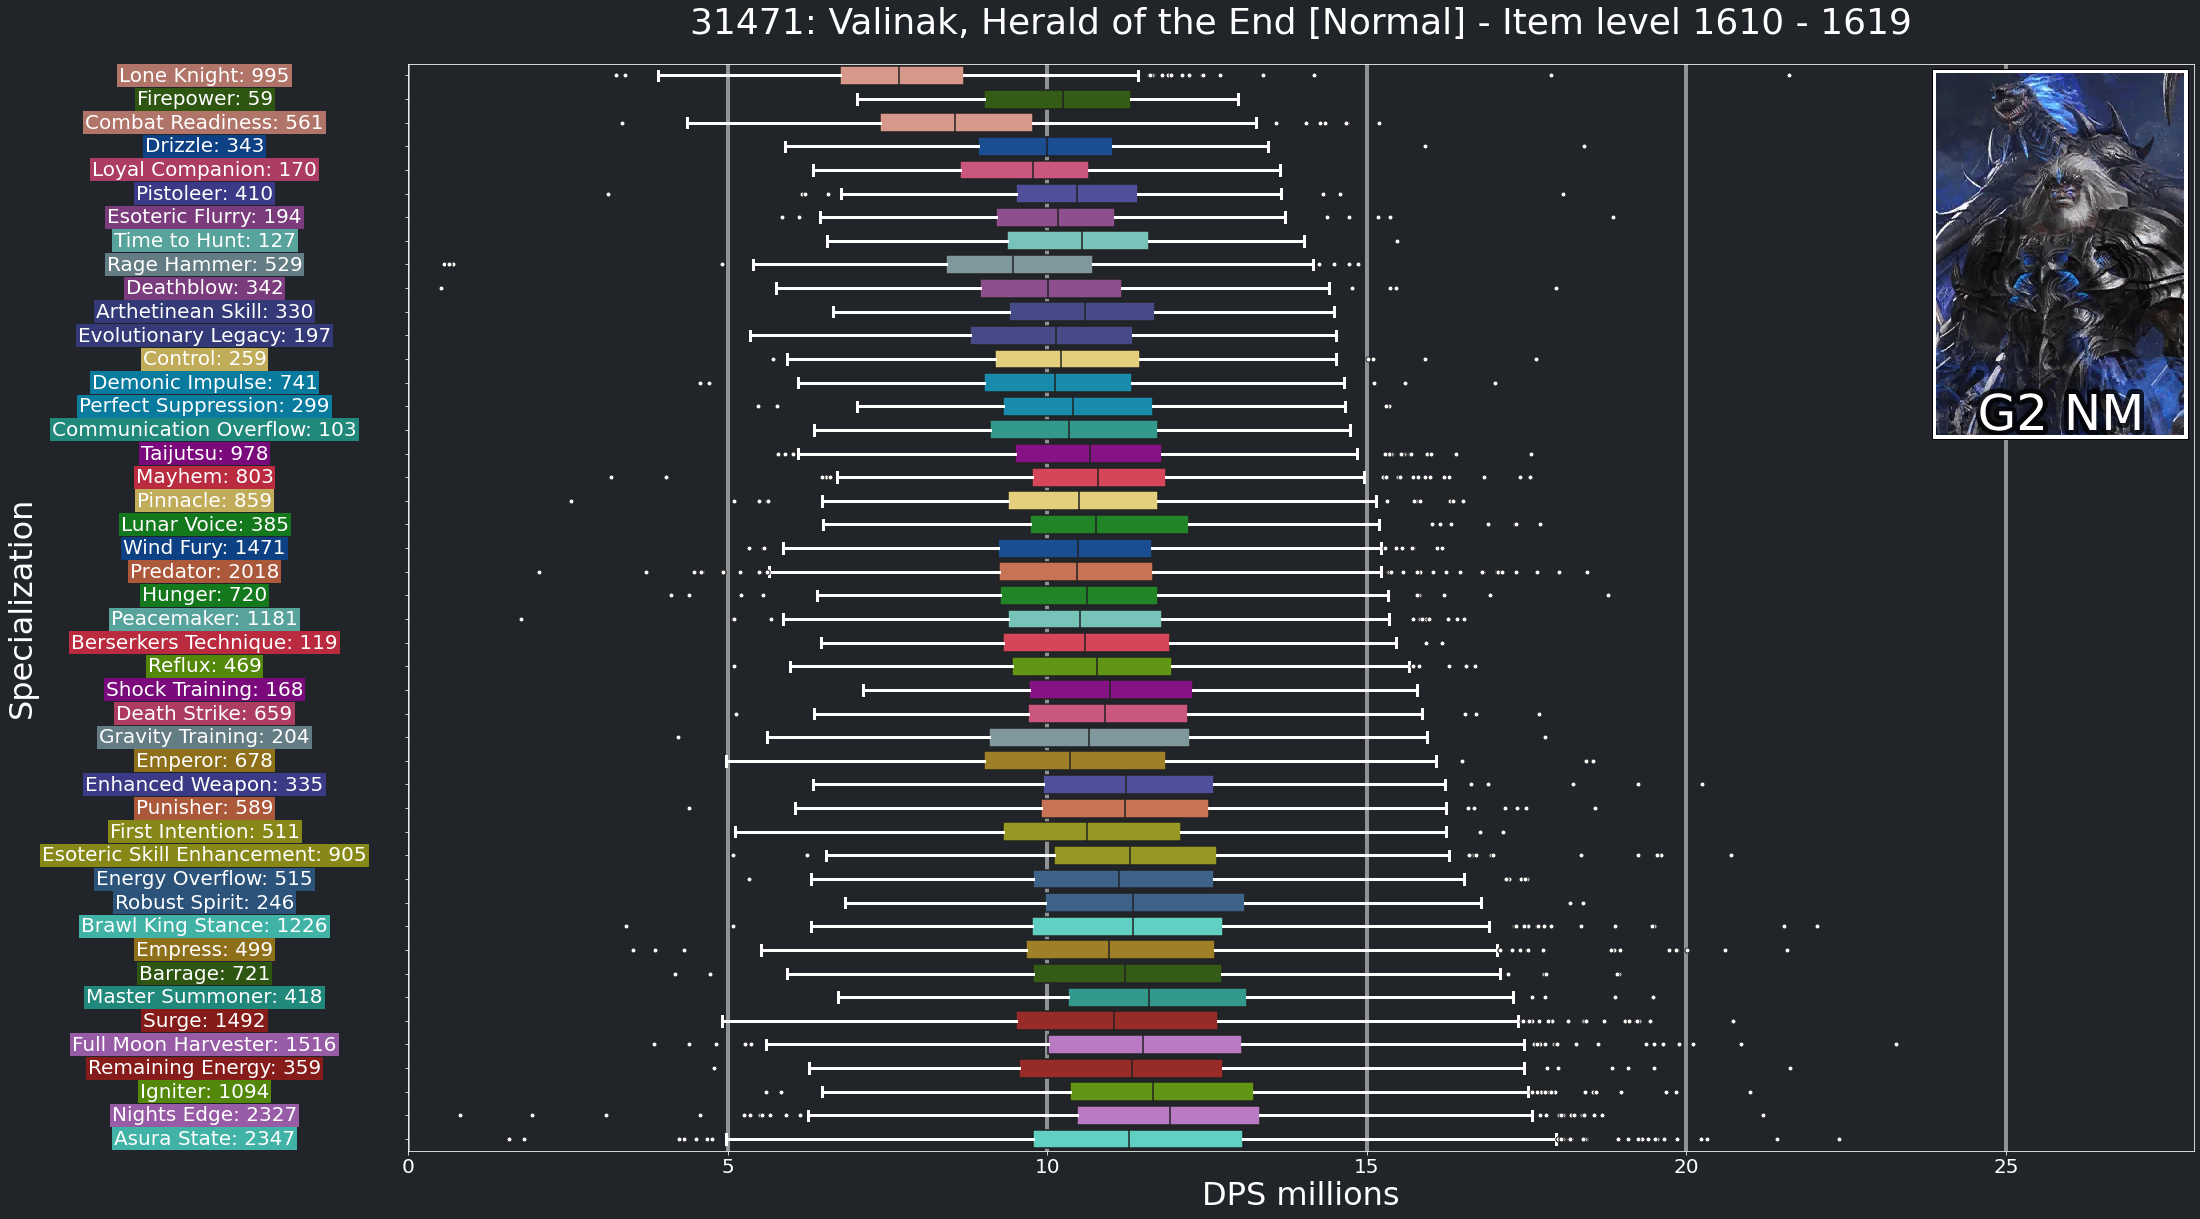 31471: Valinak, Herald of the End [Normal] - Item level 1610 - 1619
Specialization
Lone Knight: 995
Firepower: 59
Combat Readiness: 561
Drizzle: 343
Loyal Companion: 170
Pistoleer: 410
Esoteric Flurry: 194
Time to Hunt: 127
Rage Hammer: 529
Deathblow: 342
Arthetinean Skill: 330
Evolutionary Legacy: 197
Control: 259
Demonic Impulse: 741
Perfect Suppression: 299
Communication Overflow: 103
Taijutsu: 978
Mayhem: 803
Pinnacle: 859
Lunar Voice: 385
Wind Fury: 1471
Predator: 2018
Hunger: 720
Peacemaker: 1181
Berserkers Technique: 119
Reflux: 469
Shock Training: 168
Death Strike: 659
Gravity Training: 204
Emperor: 678
Enhanced Weapon: 335
Punisher: 589
First Intention: 511
Esoteric Skill Enhancement: 905
Energy Overflow: 515
Robust Spirit: 246
Brawl King Stance: 1226
Empress: 499
Barrage: 721
Master Summoner: 418
Surge: 1492
Full Moon Harvester: 1516
Remaining Energy: 359
Igniter: 1094
Nights Edge: 2327
Asura State: 2347
G2 NM
0 5 10 15 20 25
DPS millions